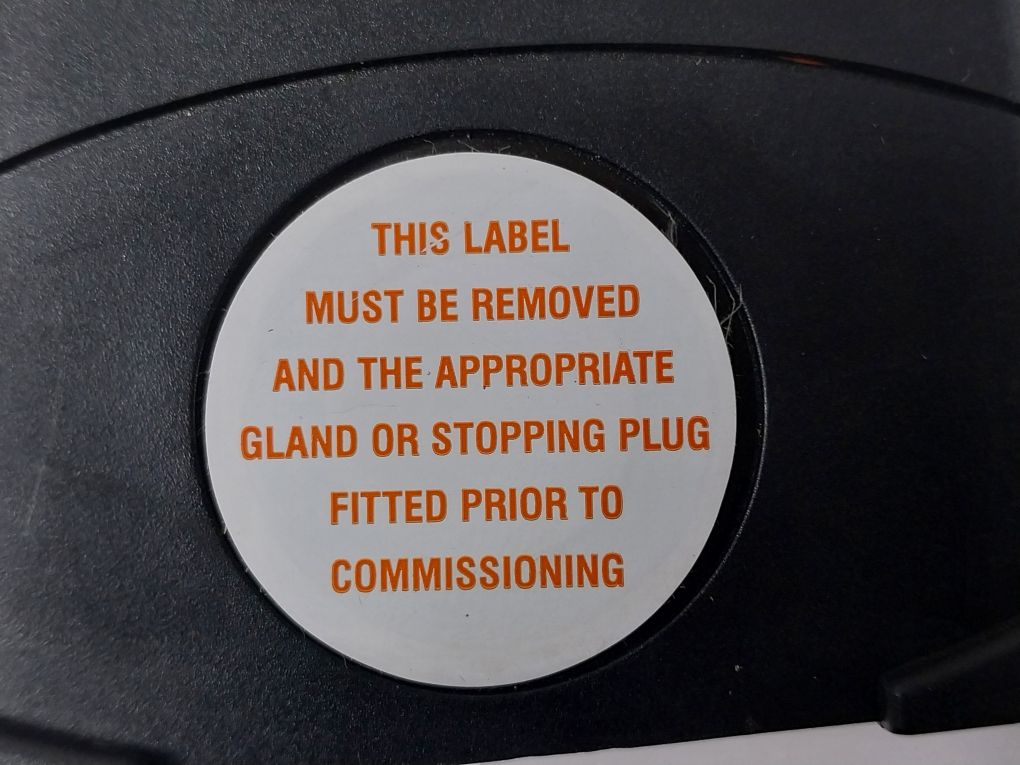 THIS LABEL
MUST BE REMOVED
AND THE APPROPRIATE
GLAND OR STOPPING PLUG
FITTED PRIOR TO
COMMISSIONING